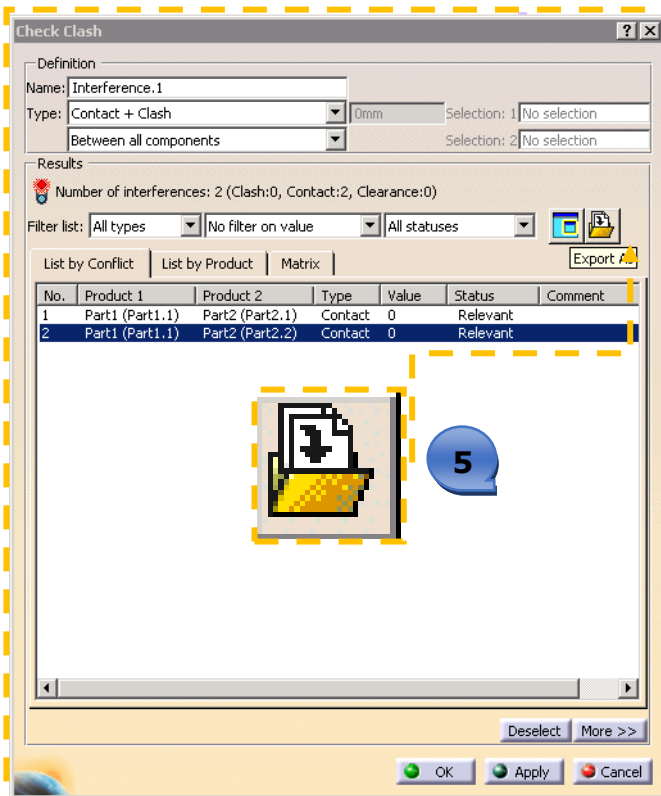 Check Clash
Definition
Name: Interference.1
Type: Contact + Clash 0mm Selection: 1 No selection
Between all components Selection: 2 No selection
Results
Number of interferences: 2 (Clash:0, Contact:2, Clearance:0)
Filter list: All types No filter on value All statuses
Export A
List by Conflict List by Product Matrix
No. Product 1 Product 2 Type Value Status Comment
1 Part1 (Part1.1) Part2 (Part2.1) Contact 0 Relevant
2 Part1 (Part1.1) Part2 (Part2.2) Contact 0 Relevant
5
Deselect More >>
OK Apply Cancel